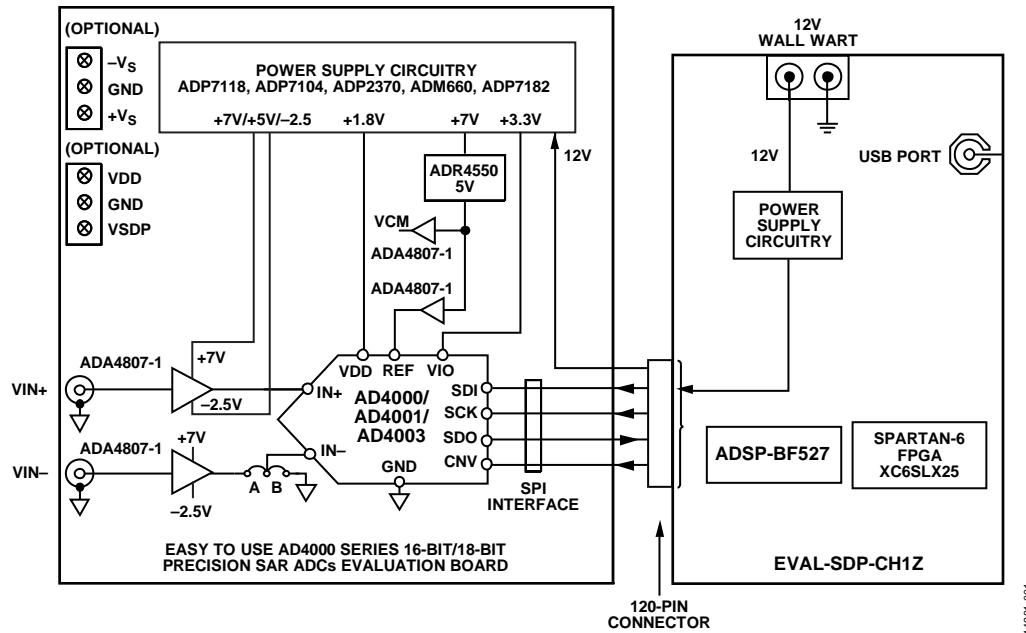 (OPTIONAL)
–VS
GND
+VS
(OPTIONAL)
VDD
GND
VSDP
POWER SUPPLY CIRCUITRY
ADP7118, ADP7104, ADP2370, ADM660, ADP7182
+7V/+5V/–2.5
+1.8V
+7V
+3.3V
12V
ADR4550
5V
VCM
ADA4807-1
ADA4807-1
VDD
REF
VIO
ADA4807-1
+7V
VIN+
–2.5V
IN+
AD4000/
AD4001/
AD4003
SDI
SCK
SDO
CNV
ADA4807-1
+7V
VIN–
–2.5V
A
B
IN–
GND
SPI
INTERFACE
EASY TO USE AD4000 SERIES 16-BIT/18-BIT
PRECISION SAR ADCs EVALUATION BOARD
12V
WALL WART
12V
USB PORT
POWER
SUPPLY
CIRCUITRY
ADSP-BF527
SPARTAN-6
FPGA
XC6SLX25
EVAL-SDP-CH1Z
120-PIN
CONNECTOR